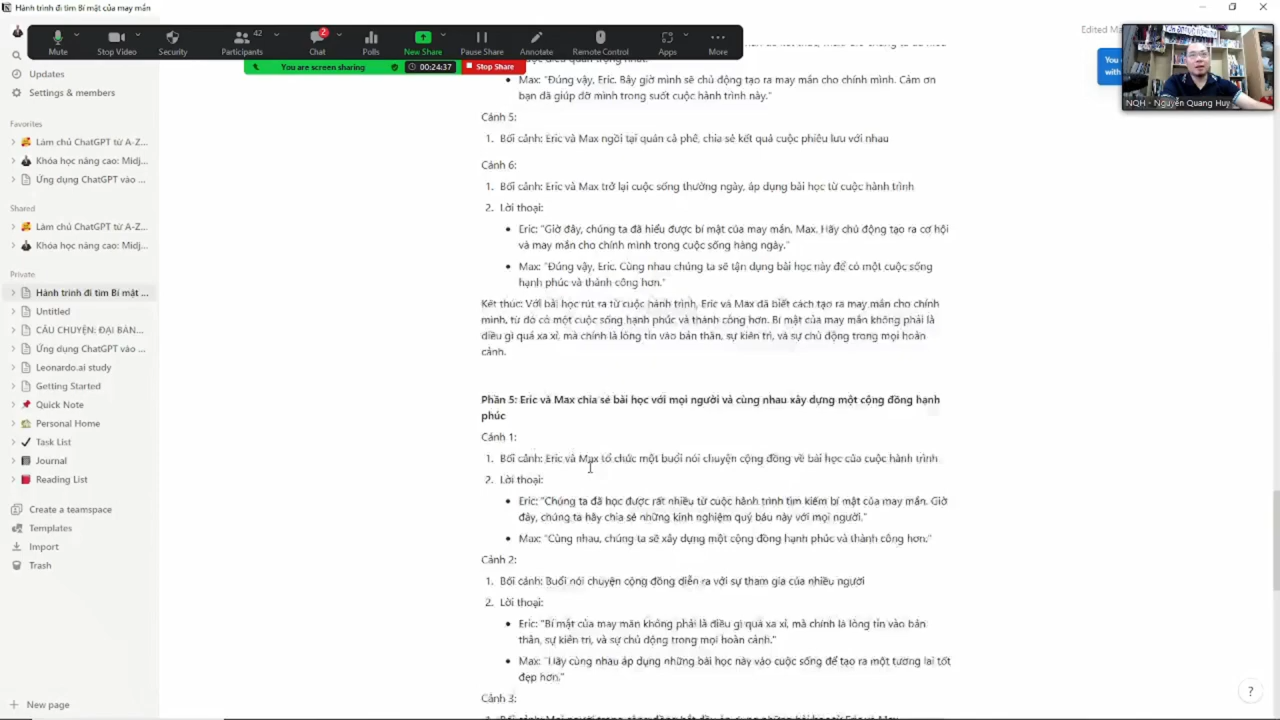 Hành trình đi tìm Bí mật của may mắn
Mute
Stop Video
Security
42
Participants
2
Chat
Polls
New Share
Pause Share
Annotate
Remote Control
Apps
More
You are screen sharing
00:24:37
Stop Share
Edited
You
with
NQH - Nguyễn Quang Huy
Updates
Settings & members
Favorites
Làm chủ ChatGPT từ A-Z...
Khóa học nâng cao: Midj...
Ứng dụng ChatGPT vào ...
Shared
Làm chủ ChatGPT từ A-Z...
Khóa học nâng cao: Midj...
Private
Hành trình đi tìm Bí mật ...
Untitled
CÂU CHUYỆN: ĐẠI BÀN...
Ứng dụng ChatGPT vào ...
Leonardo.ai study
Getting Started
Quick Note
Personal Home
Task List
Journal
Reading List
Create a teamspace
Templates
Import
Trash
New page
Max: "Đúng vậy, Eric. Bây giờ mình sẽ chủ động tạo ra may mắn cho chính mình. Cảm ơn
bạn đã giúp đỡ mình trong suốt cuộc hành trình này."
Cảnh 5:
1. Bối cảnh: Eric và Max ngồi tại quán cà phê, chia sẻ kết quả cuộc phiêu lưu với nhau
Cảnh 6:
1. Bối cảnh: Eric và Max trở lại cuộc sống thường ngày, áp dụng bài học từ cuộc hành trình
2. Lời thoại:
Eric: "Giờ đây, chúng ta đã hiểu được bí mật của may mắn, Max. Hãy chủ động tạo ra cơ hội
và may mắn cho chính mình trong cuộc sống hàng ngày."
Max: "Đúng vậy, Eric. Cùng nhau chúng ta sẽ tận dụng bài học này để có một cuộc sống
hạnh phúc và thành công hơn."
Kết thúc: Với bài học rút ra từ cuộc hành trình, Eric và Max đã biết cách tạo ra may mắn cho chính
mình, từ đó có một cuộc sống hạnh phúc và thành công hơn. Bí mật của may mắn không phải là
điều gì quá xa xỉ, mà chính là lòng tin vào bản thân, sự kiên trì, và sự chủ động trong mọi hoàn
cảnh.
Phần 5: Eric và Max chia sẻ bài học với mọi người và cùng nhau xây dựng một cộng đồng hạnh
phúc
Cảnh 1:
1. Bối cảnh: Eric và Max tổ chức một buổi nói chuyện cộng đồng về bài học của cuộc hành trình
2. Lời thoại:
Eric: "Chúng ta đã học được rất nhiều từ cuộc hành trình tìm kiếm bí mật của may mắn. Giờ
đây, chúng ta hãy chia sẻ những kinh nghiệm quý báu này với mọi người."
Max: "Cùng nhau, chúng ta sẽ xây dựng một cộng đồng hạnh phúc và thành công hơn."
Cảnh 2:
1. Bối cảnh: Buổi nói chuyện cộng đồng diễn ra với sự tham gia của nhiều người
2. Lời thoại:
Eric: "Bí mật của may mắn không phải là điều gì quá xa xỉ, mà chính là lòng tin vào bản
thân, sự kiên trì, và sự chủ động trong mọi hoàn cảnh."
Max: "Hãy cùng nhau áp dụng những bài học này vào cuộc sống để tạo ra một tương lai tốt
đẹp hơn."
Cảnh 3: